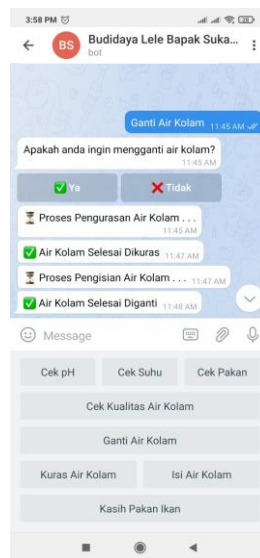 3:58 PM
BS
Budidaya Lele Bapak Suka...
bot
Ganti Air Kolam 11:45 AM
Apakah anda ingin mengganti air kolam?
11:45 AM
✅ Ya
❌ Tidak
⏳ Proses Pengurasan Air Kolam . . .
11:45 AM
✅ Air Kolam Selesai Dikuras 11:47 AM
⏳ Proses Pengisian Air Kolam . . . 11:47 AM
✅ Air Kolam Selesai Diganti 11:48 AM
Message
Cek pH
Cek Suhu
Cek Pakan
Cek Kualitas Air Kolam
Ganti Air Kolam
Kuras Air Kolam
Isi Air Kolam
Kasih Pakan Ikan